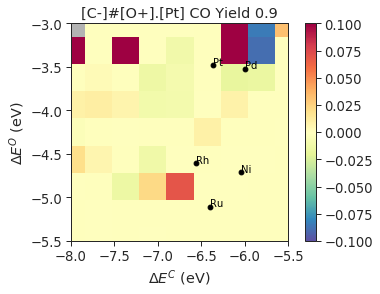 [C-]#[O+].[Pt] CO Yield 0.9
−3.0
−3.5
−4.0
−4.5
−5.0
−5.5
ΔE^O (eV)
Pt
Pd
Rh
Ni
Ru
−8.0 −7.5 −7.0 −6.5 −6.0 −5.5
ΔE^C (eV)
0.100
0.075
0.050
0.025
0.000
−0.025
−0.050
−0.075
−0.100